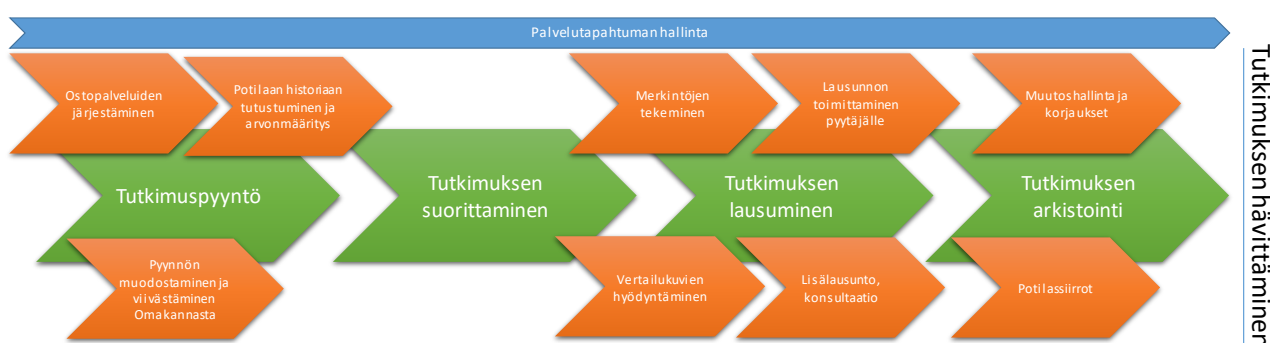 Palvelutapahtuman hallinta
Ostopalveluiden
järjestäminen
Potilaan historiaan
tutustuminen ja
arvonmääritys
Merkintöjen
tekeminen
Lausunnon
toimittaminen
pyytäjälle
Muutoshallinta ja
korjaukset
Tutkimuspyyntö
Tutkimuksen
suorittaminen
Tutkimuksen
lausuminen
Tutkimuksen
arkistointi
Pyynnön
muodostaminen ja
viivästäminen
Omakannasta
Vertailukuvien
hyödyntäminen
Lisälausunto,
konsultaatio
Potilassiirrot
Tutkimuksen hävittäminen